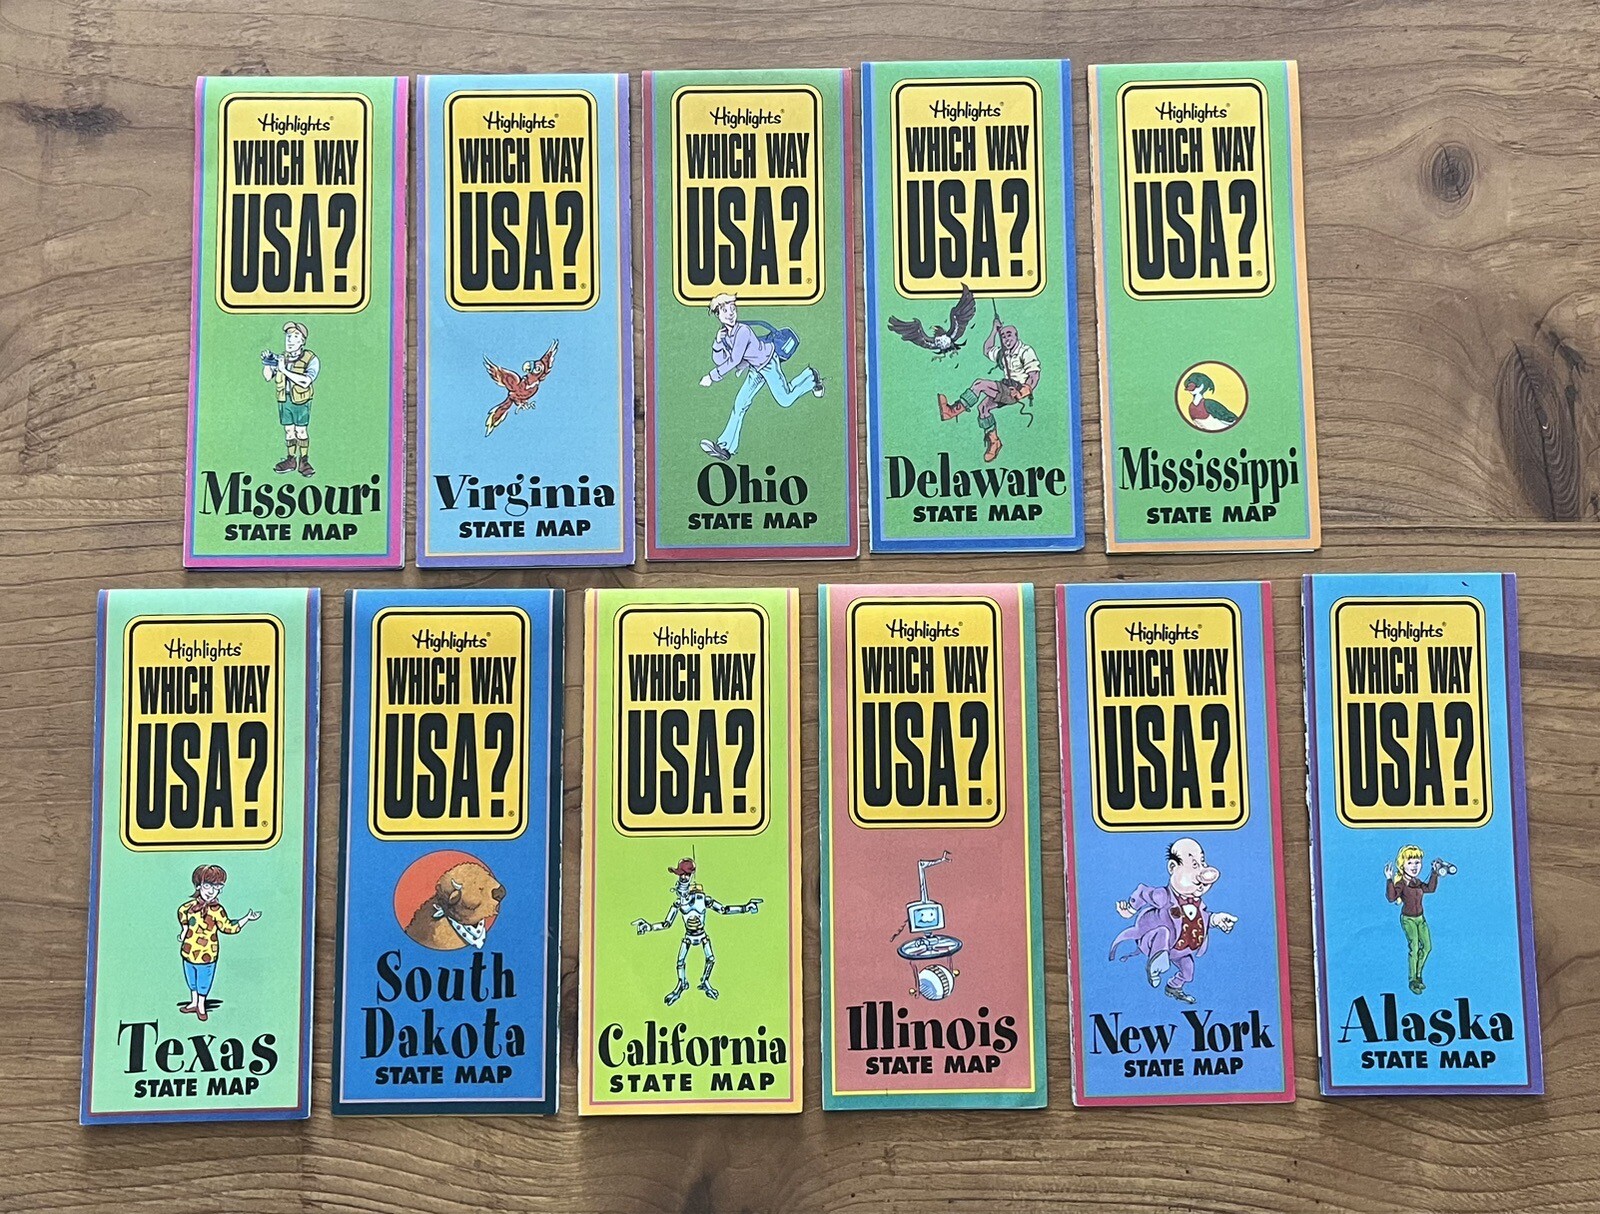 Highlights®
WHICH WAY
USA?®
Missouri
STATE MAP
Highlights®
WHICH WAY
USA?®
Virginia
STATE MAP
Highlights®
WHICH WAY
USA?®
Ohio
STATE MAP
Highlights®
WHICH WAY
USA?®
Delaware
STATE MAP
Highlights®
WHICH WAY
USA?®
Mississippi
STATE MAP
Highlights®
WHICH WAY
USA?®
Texas
STATE MAP
Highlights®
WHICH WAY
USA?®
South
Dakota
STATE MAP
Highlights®
WHICH WAY
USA?®
California
STATE MAP
Highlights®
WHICH WAY
USA?®
Illinois
STATE MAP
Highlights®
WHICH WAY
USA?®
New York
STATE MAP
Highlights®
WHICH WAY
USA?®
Alaska
STATE MAP